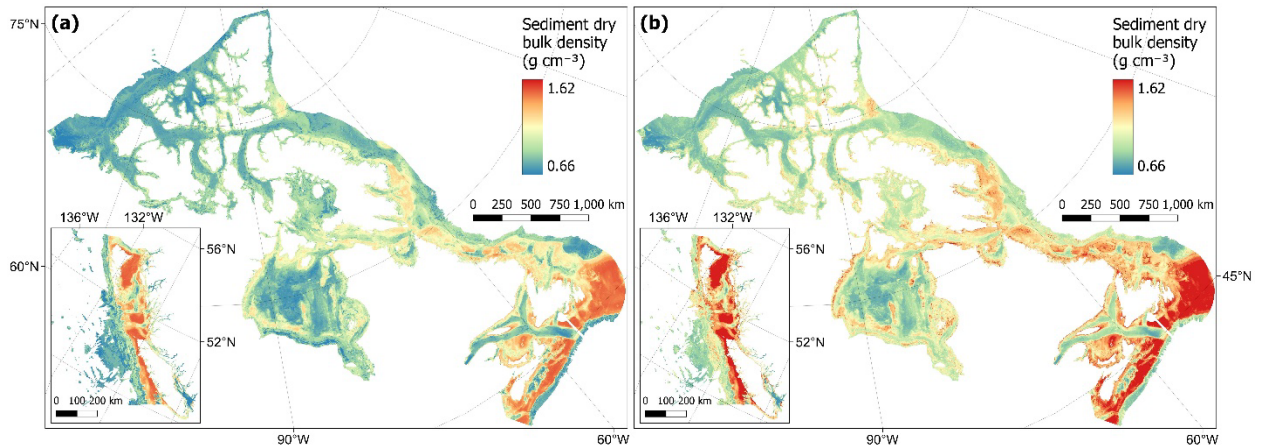 75°N
(a)
Sediment dry
bulk density
(g cm⁻³)
1.62
0.66
0 250 500 750 1,000 km
136°W
132°W
56°N
52°N
60°N
0 100 200 km
90°W
(b)
Sediment dry
bulk density
(g cm⁻³)
1.62
0.66
0 250 500 750 1,000 km
136°W
132°W
56°N
52°N
45°N
0 100 200 km
90°W
60°W